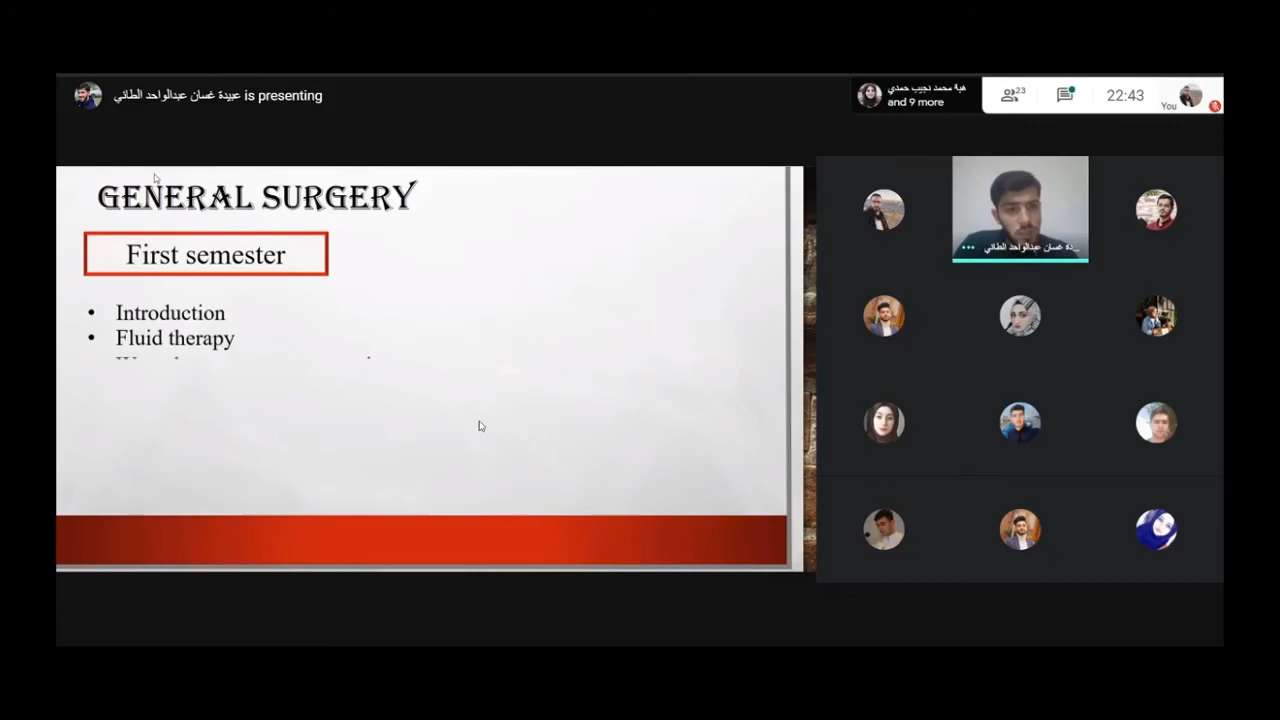 عبيدة غسان عبدالواحد الطائي is presenting
هبة محمد نجيب حمدي
and 9 more
23
22:43
You
GENERAL SURGERY
First semester
• Introduction
• Fluid therapy
...دة غسان عبدالواحد الطائي